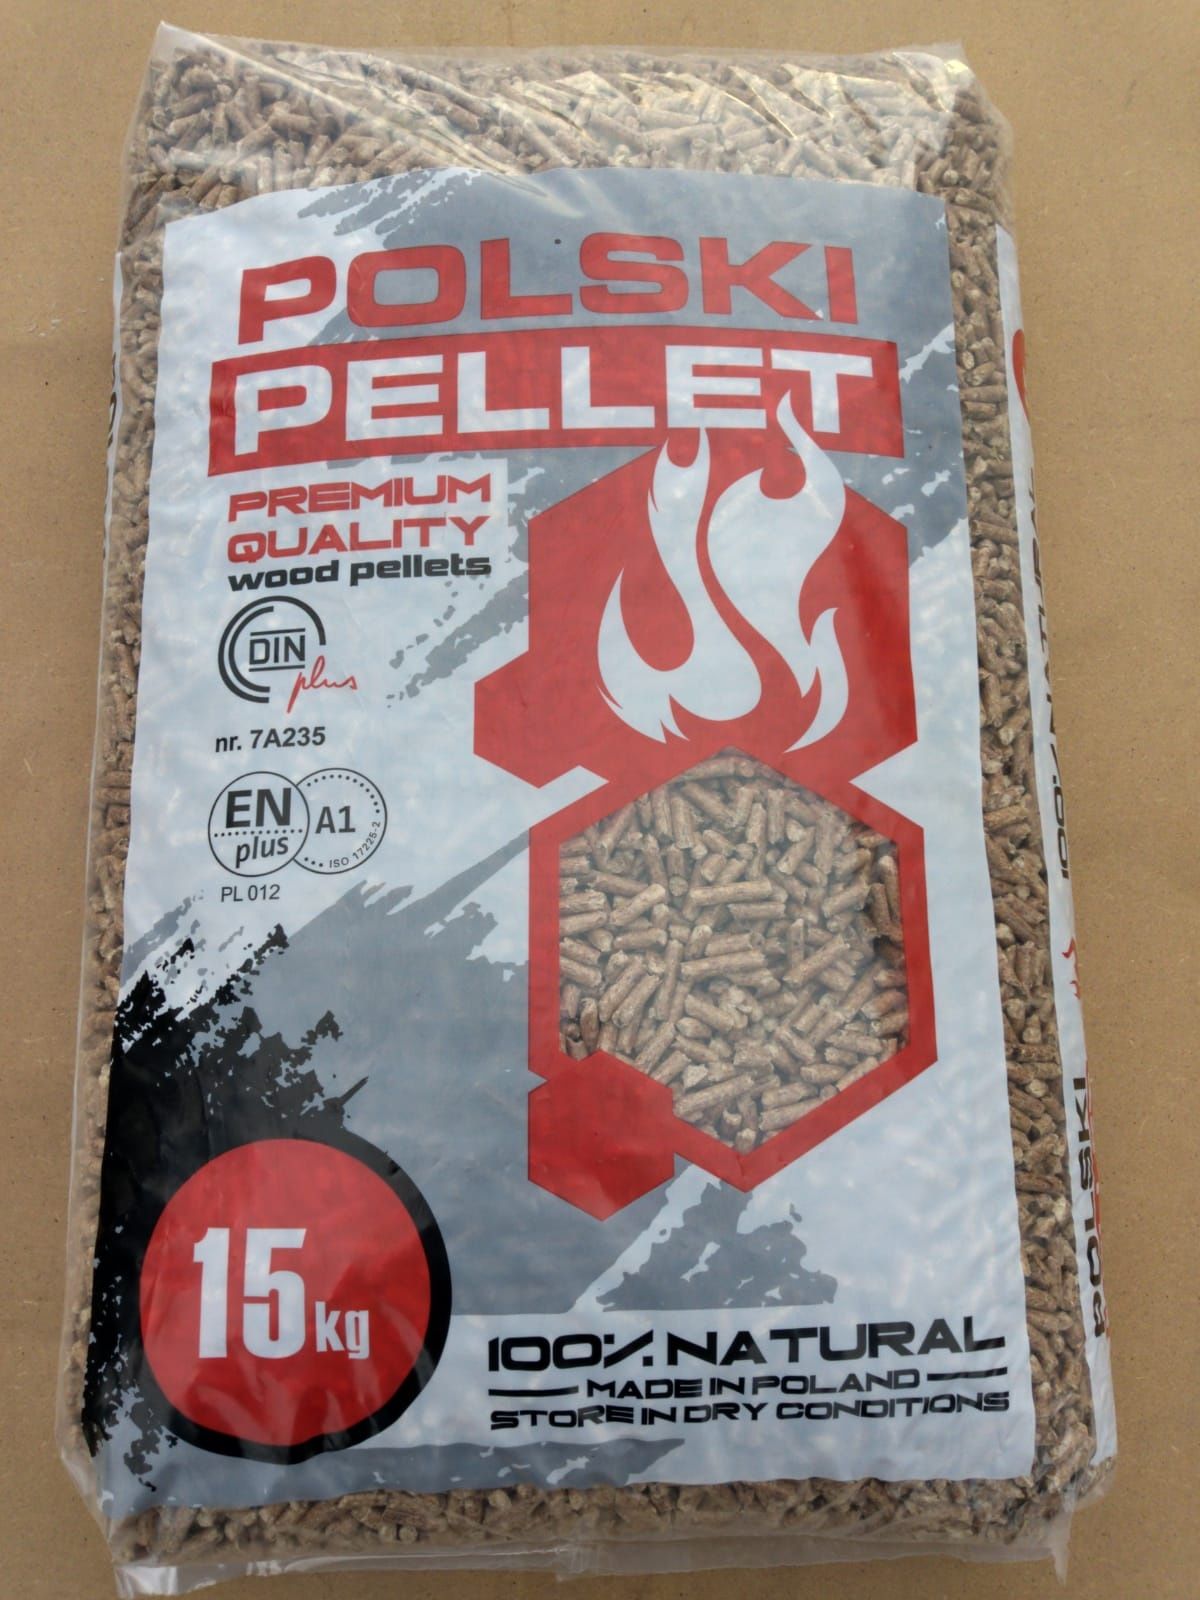 POLSKI
PELLET
PREMIUM
QUALITY
wood pellets
DIN
plus
nr. 7A235
EN
plus
A1
ISO 17225-2
PL 012
15kg
100% NATURAL
MADE IN POLAND
STORE IN DRY CONDITIONS
100% NATURAL
POLSKI